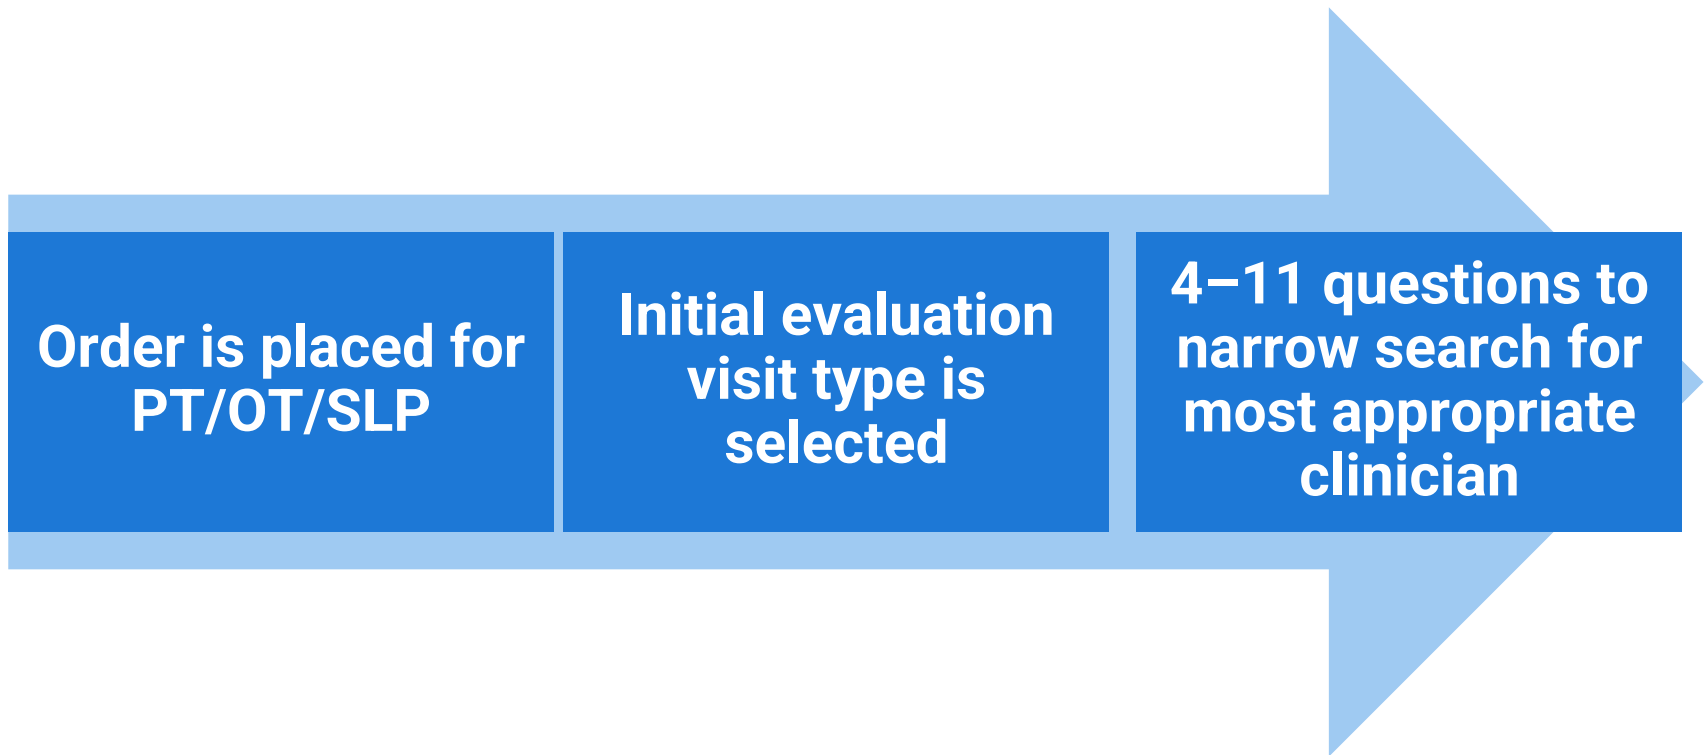 Order is placed for
PT/OT/SLP
Initial evaluation
visit type is
selected
4–11 questions to
narrow search for
most appropriate
clinician